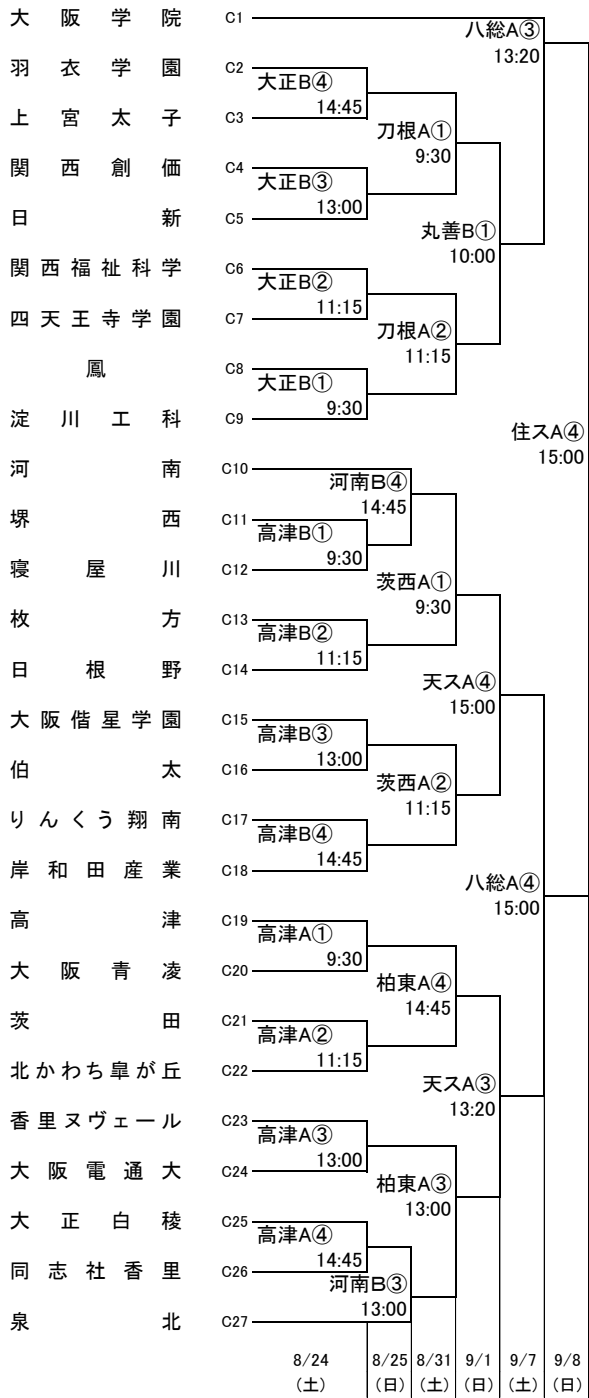 大阪学院 C1
八総A③
13:20
羽衣学園 C2
大正B④
14:45
上宮太子 C3
刀根A①
9:30
関西創価 C4
大正B③
13:00
日新 C5
丸善B①
10:00
関西福祉科学 C6
大正B②
11:15
四天王寺学園 C7
刀根A②
11:15
鳳 C8
大正B①
9:30
淀川工科 C9
住スA④
15:00
河南 C10
河南B④
14:45
堺西 C11
高津B①
9:30
寝屋川 C12
茨西A①
9:30
枚方 C13
高津B②
11:15
日根野 C14
天スA④
15:00
大阪偕星学園 C15
高津B③
13:00
伯太 C16
茨西A②
11:15
りんくう翔南 C17
高津B④
14:45
岸和田産業 C18
八総A④
15:00
高津 C19
高津A①
9:30
大阪青凌 C20
柏東A④
14:45
茨田 C21
高津A②
11:15
北かわち皐が丘 C22
天スA③
13:20
香里ヌヴェール C23
高津A③
13:00
大阪電通大 C24
柏東A③
13:00
大正白稜 C25
高津A④
14:45
同志社香里 C26
河南B③
13:00
泉北 C27
8/24 8/25 8/31 9/1 9/7 9/8
(土) (日) (土) (日) (土) (日)